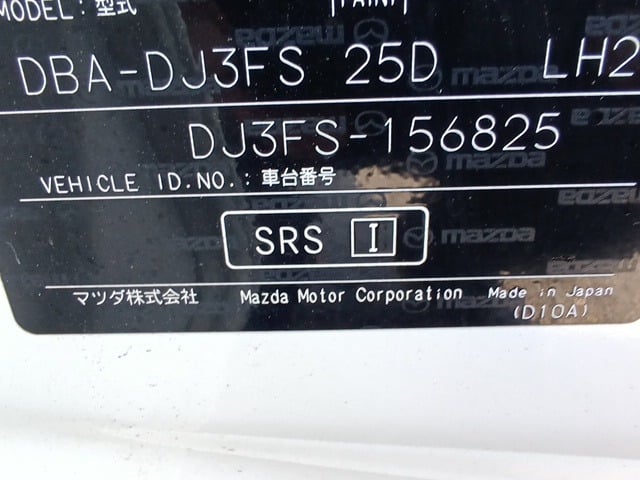 MODEL: 型式 PAINT
DBA-DJ3FS 25D LH2
DJ3FS-156825
VEHICLE ID.NO.: 車台番号
SRS I
マツダ株式会社 Mazda Motor Corporation Made in Japan
(D10A)